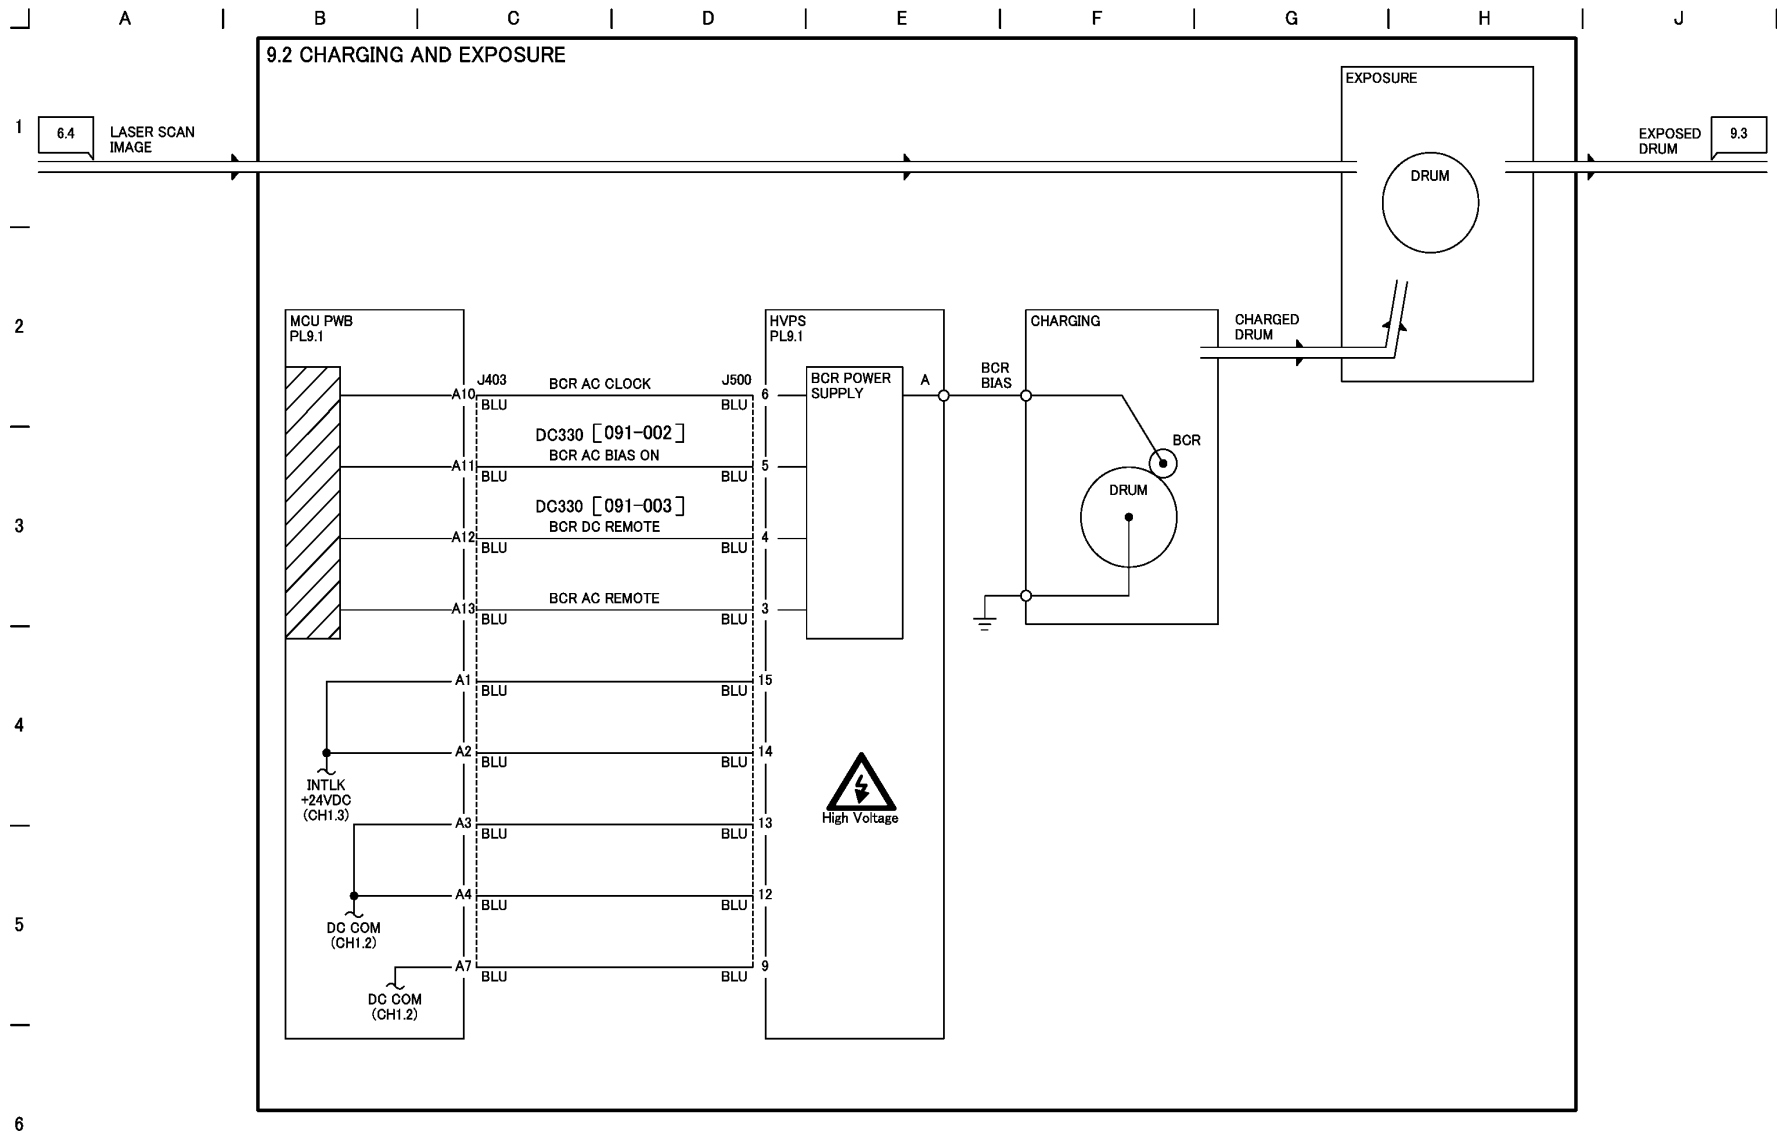 A B C D E F G H J
9.2 CHARGING AND EXPOSURE
EXPOSURE
1
6.4
LASER SCAN
IMAGE
EXPOSED
DRUM
9.3
DRUM
2
MCU PWB
PL9.1
HVPS
PL9.1
CHARGING
CHARGED
DRUM
J403
BCR AC CLOCK
J500
BCR POWER
SUPPLY
A
BCR
BIAS
A10
BLU
BLU
6
DC330 [091-002]
BCR AC BIAS ON
BCR
A11
BLU
BLU
5
DRUM
3
DC330 [091-003]
BCR DC REMOTE
A12
BLU
BLU
4
BCR AC REMOTE
A13
BLU
BLU
3
A1
BLU
BLU
15
4
A2
BLU
BLU
14
INTLK
+24VDC
(CH1.3)
High Voltage
A3
BLU
BLU
13
A4
BLU
BLU
12
5
DC COM
(CH1.2)
A7
BLU
BLU
9
DC COM
(CH1.2)
6